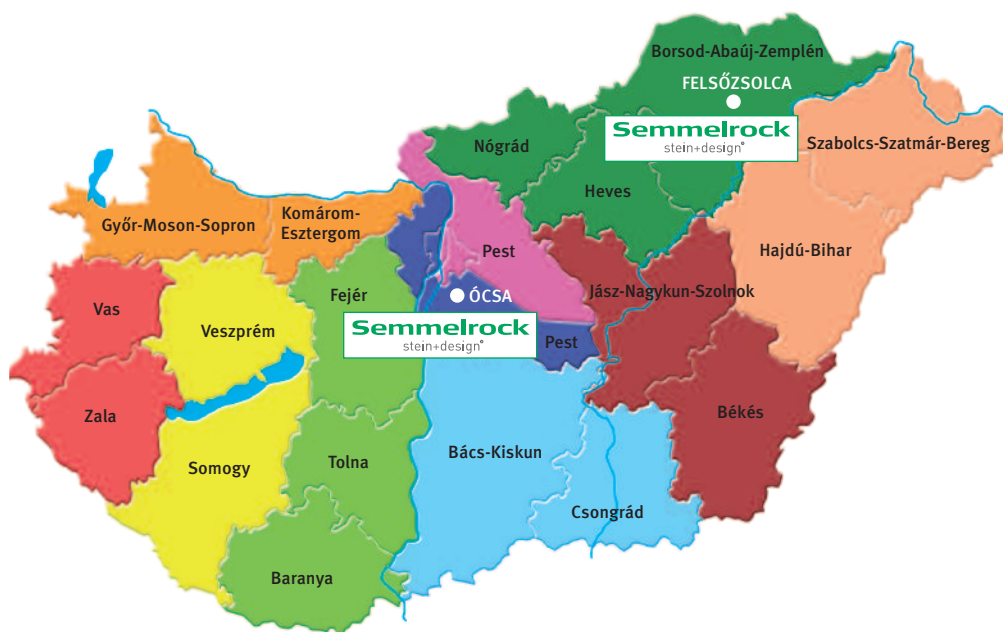 Borsod-Abaúj-Zemplén
FELSŐZSOLCA
Semmelrock
stein+design®
Nógrád
Szabolcs-Szatmár-Bereg
Heves
Győr-Moson-Sopron
Komárom-
Esztergom
Pest
Hajdú-Bihar
Vas
Veszprém
Fejér
ÓCSA
Jász-Nagykun-Szolnok
Semmelrock
stein+design®
Pest
Zala
Békés
Somogy
Tolna
Bács-Kiskun
Csongrád
Baranya